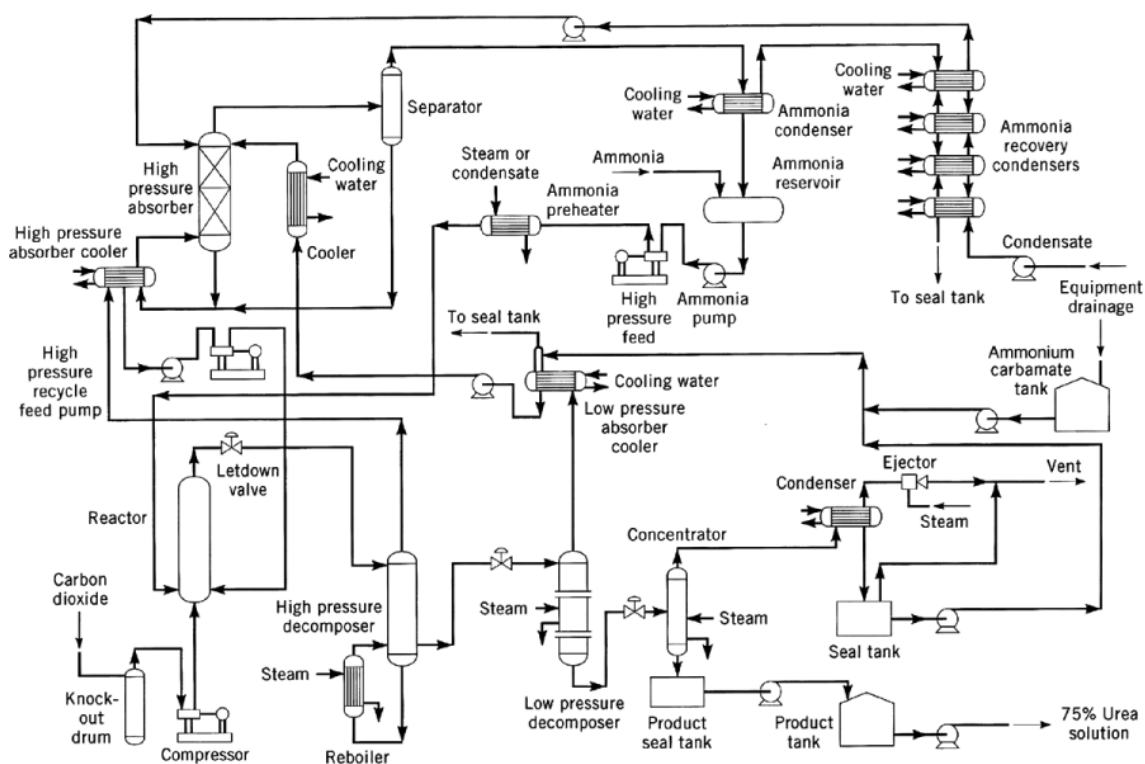 Separator
Cooling
water
Ammonia
condenser
Cooling
water
Ammonia
recovery
condensers
High
pressure
absorber
Cooling
water
Steam or
condensate
Ammonia
Ammonia
reservoir
Ammonia
preheater
High pressure
absorber cooler
Cooler
Condensate
To seal tank
High
pressure
feed
Ammonia
pump
To seal tank
Equipment
drainage
Ammonium
carbamate
tank
High
pressure
recycle
feed pump
Cooling water
Low pressure
absorber
cooler
Letdown
valve
Reactor
Condenser
Ejector
Vent
Steam
Concentrator
Carbon
dioxide
High pressure
decomposer
Steam
Steam
Seal tank
Steam
Knock-
out
drum
Compressor
Reboiler
Low pressure
decomposer
Product
seal tank
Product
tank
75% Urea
solution